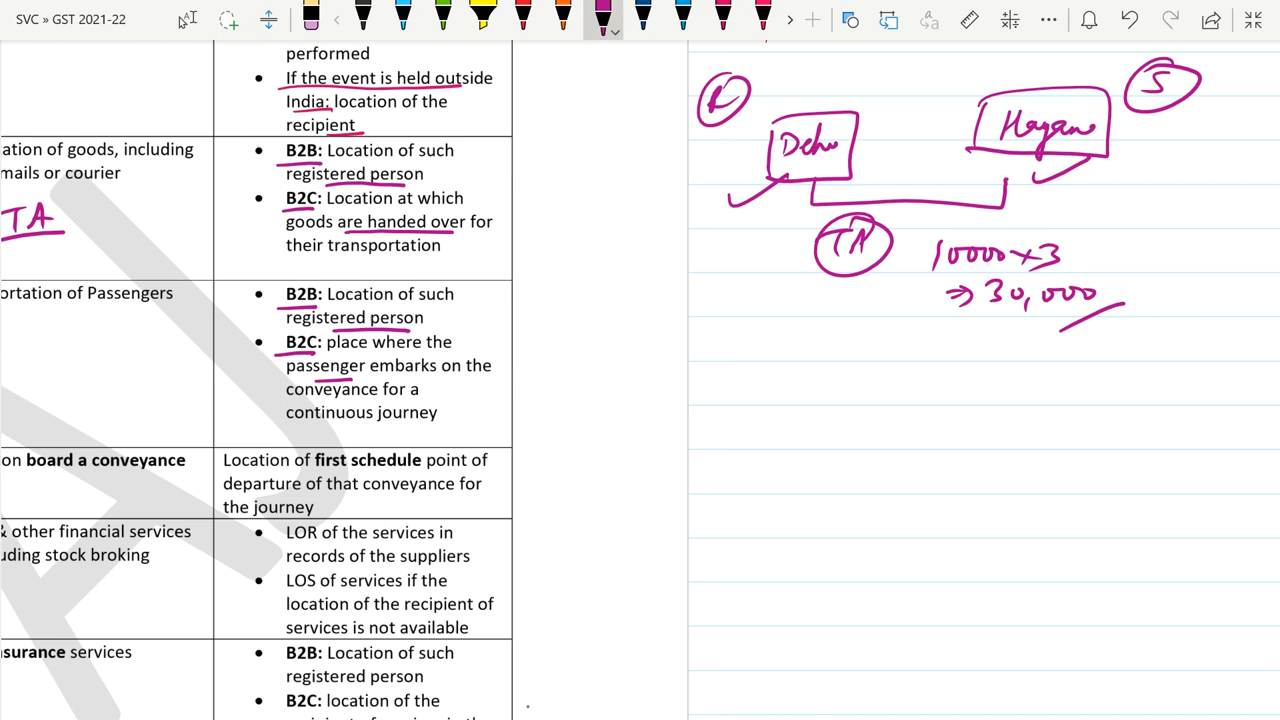 SVC » GST 2021-22
performed
• If the event is held outside
India: location of the
recipient
ation of goods, including
mails or courier
TA
• B2B: Location of such
registered person
• B2C: Location at which
goods are handed over for
their transportation
ortation of Passengers
• B2B: Location of such
registered person
• B2C: place where the
passenger embarks on the
conveyance for a
continuous journey
on board a conveyance
Location of first schedule point of
departure of that conveyance for
the journey
& other financial services
uding stock broking
• LOR of the services in
records of the suppliers
• LOS of services if the
location of the recipient of
services is not available
surance services
• B2B: Location of such
registered person
• B2C: location of the
R
S
TA
10000 x 3
⇒ 30,000